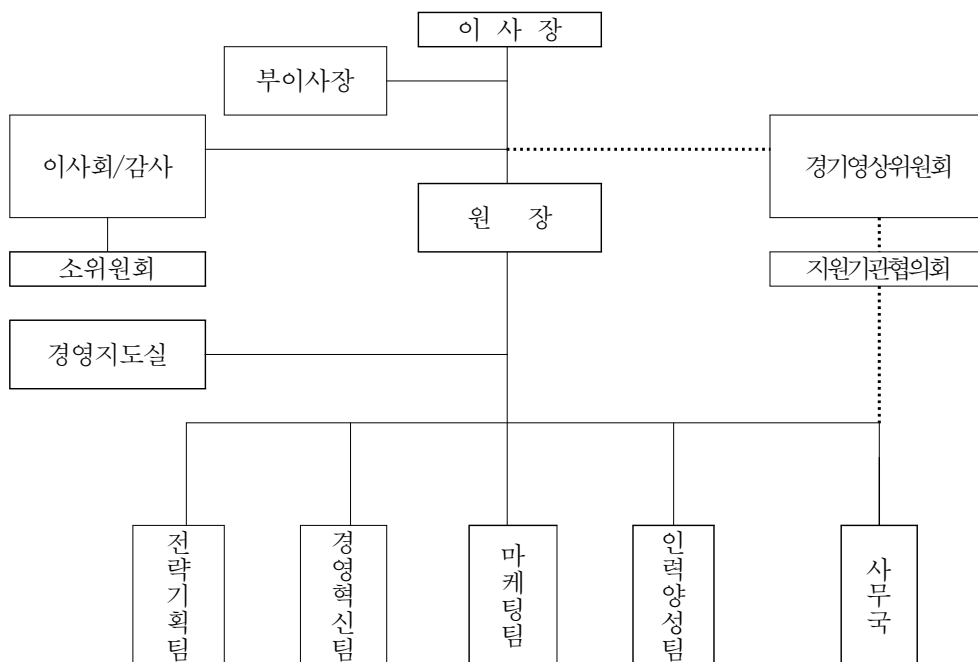 이 사 장
부이사장
이사회/감사
경기영상위원회
원 장
소위원회
지원기관협의회
경영지도실
전략기획팀
경영혁신팀
마케팅팀
인력양성팀
사무국